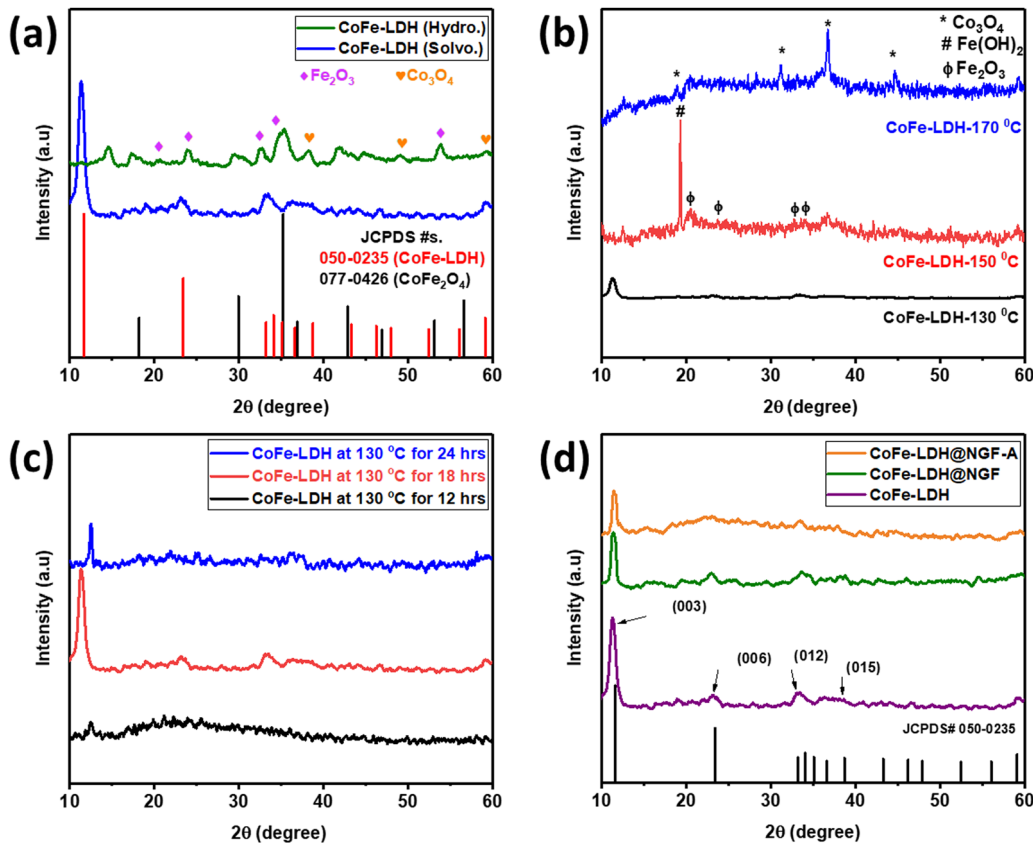 (a)
CoFe-LDH (Hydro.)
CoFe-LDH (Solvo.)
♦ Fe₂O₃ ♥ Co₃O₄
JCPDS #s.
050-0235 (CoFe-LDH)
077-0426 (CoFe₂O₄)
Intensity (a.u)
10 20 30 40 50 60
2θ (degree)
(b)
* Co₃O₄
# Fe(OH)₂
ϕ Fe₂O₃
* * * *
CoFe-LDH-170 ⁰C
#
ϕ ϕ ϕ ϕ
CoFe-LDH-150 ⁰C
CoFe-LDH-130 ⁰C
Intensity (a.u)
10 20 30 40 50 60
2θ (degree)
(c)
CoFe-LDH at 130 ⁰C for 24 hrs
CoFe-LDH at 130 ⁰C for 18 hrs
CoFe-LDH at 130 ⁰C for 12 hrs
Intensity (a.u)
10 20 30 40 50 60
2θ (degree)
(d)
CoFe-LDH@NGF-A
CoFe-LDH@NGF
CoFe-LDH
(003)
(006) (012) (015)
JCPDS# 050-0235
Intensity (a.u)
10 20 30 40 50 60
2θ (degree)